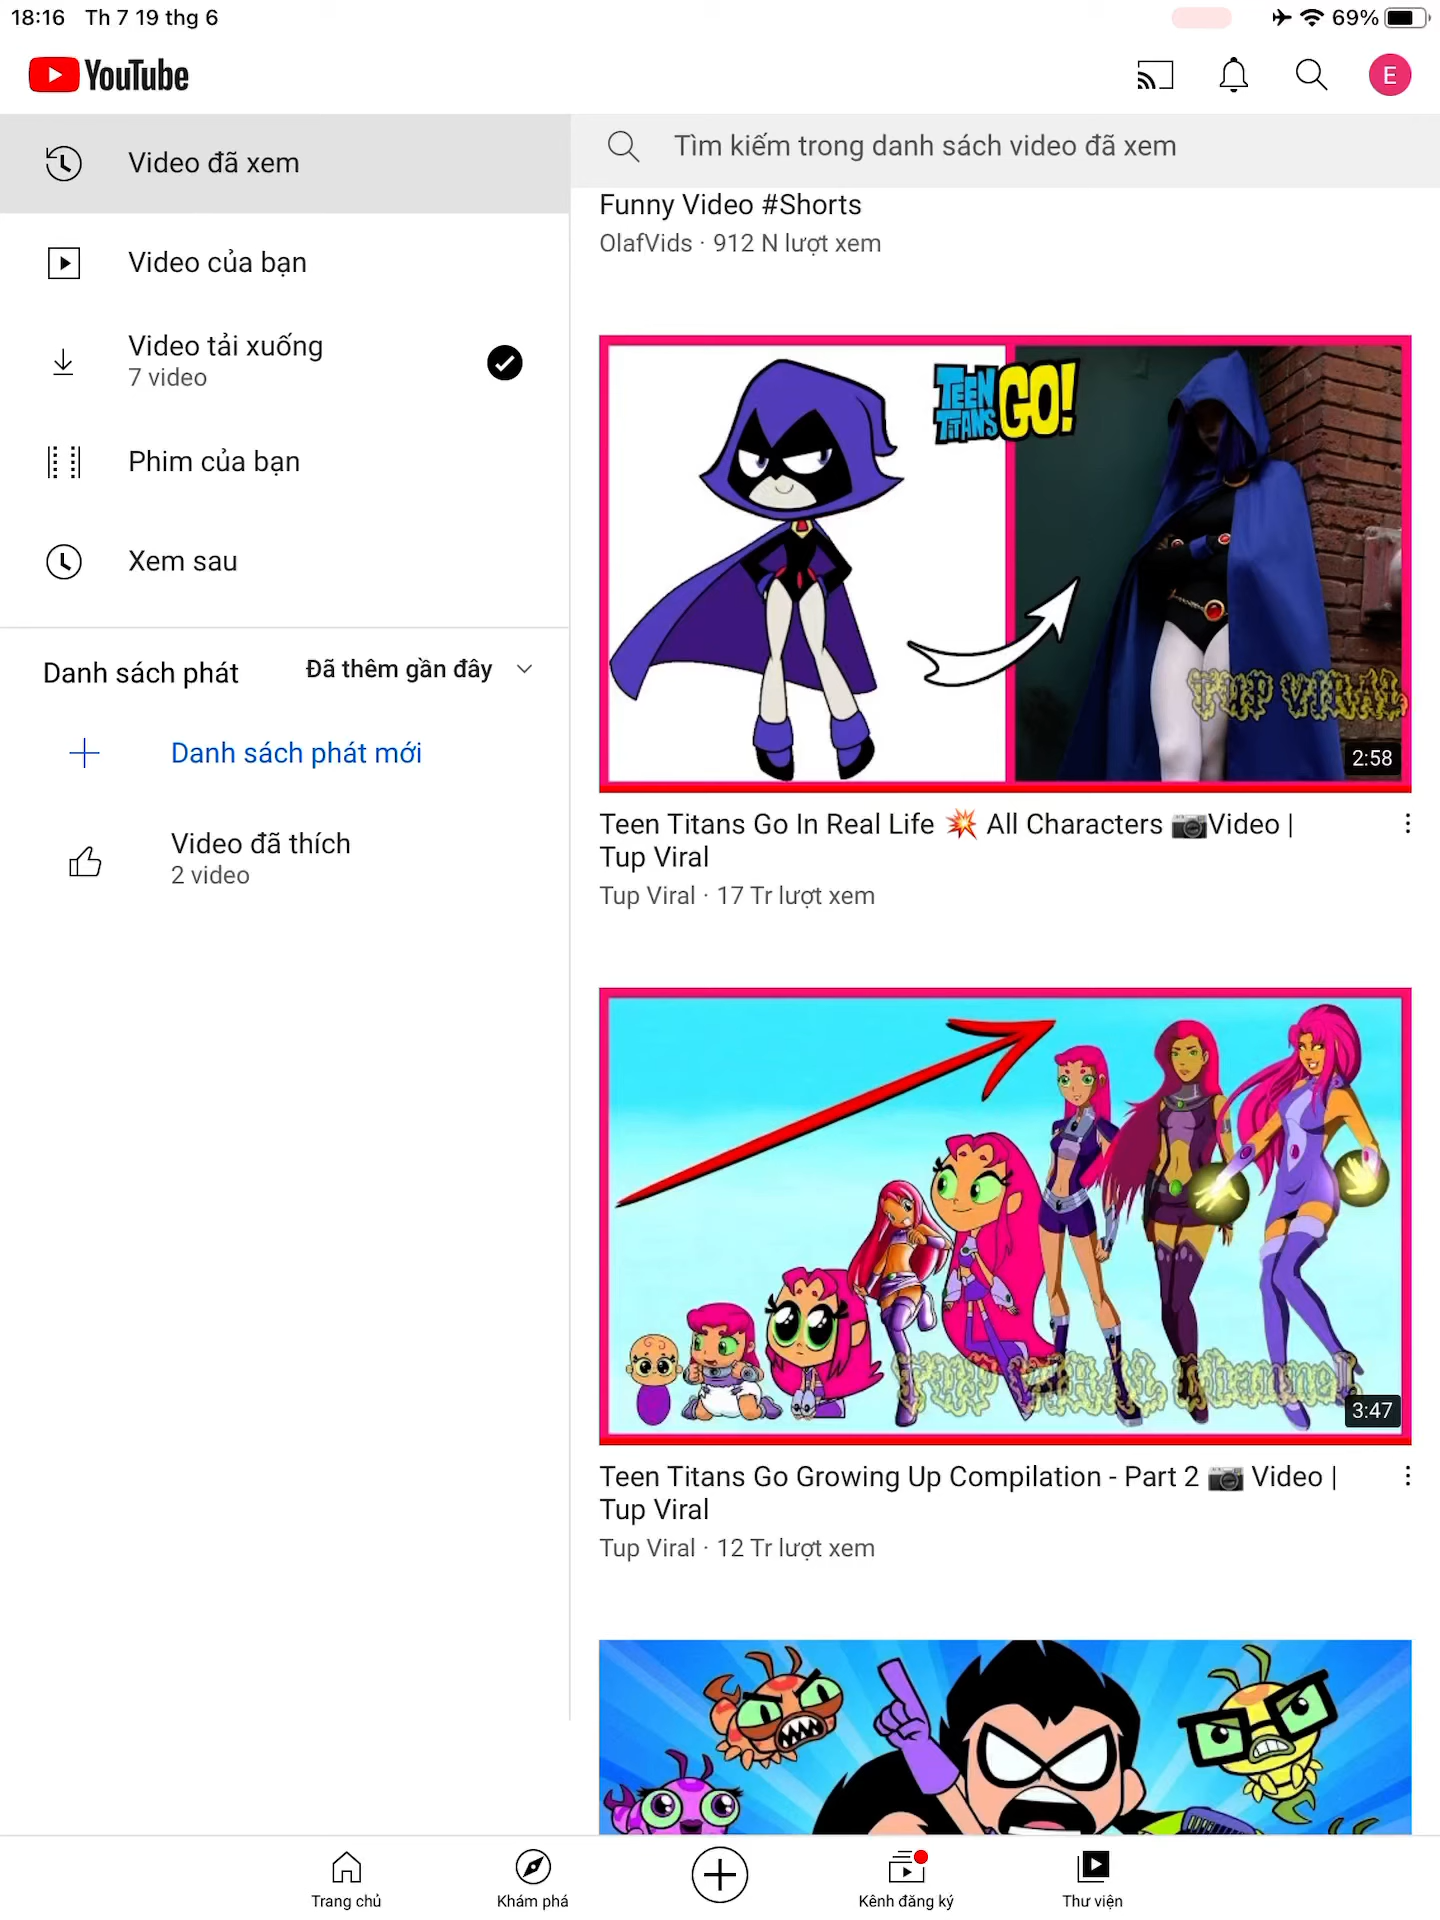 18:16 Th 7 19 thg 6
69%
YouTube
E
Video đã xem
Video của bạn
Video tải xuống
7 video
Phim của bạn
Xem sau
Danh sách phát
Đã thêm gần đây
Danh sách phát mới
Video đã thích
2 video
Tìm kiếm trong danh sách video đã xem
Funny Video #Shorts
OlafVids · 912 N lượt xem
TEEN TITANS GO!
TUP VIRAL
2:58
Teen Titans Go In Real Life 💥 All Characters 📷Video |
Tup Viral
Tup Viral · 17 Tr lượt xem
TUP VIRAL Channel
3:47
Teen Titans Go Growing Up Compilation - Part 2 📷 Video |
Tup Viral
Tup Viral · 12 Tr lượt xem
Trang chủ
Khám phá
Kênh đăng ký
Thư viện